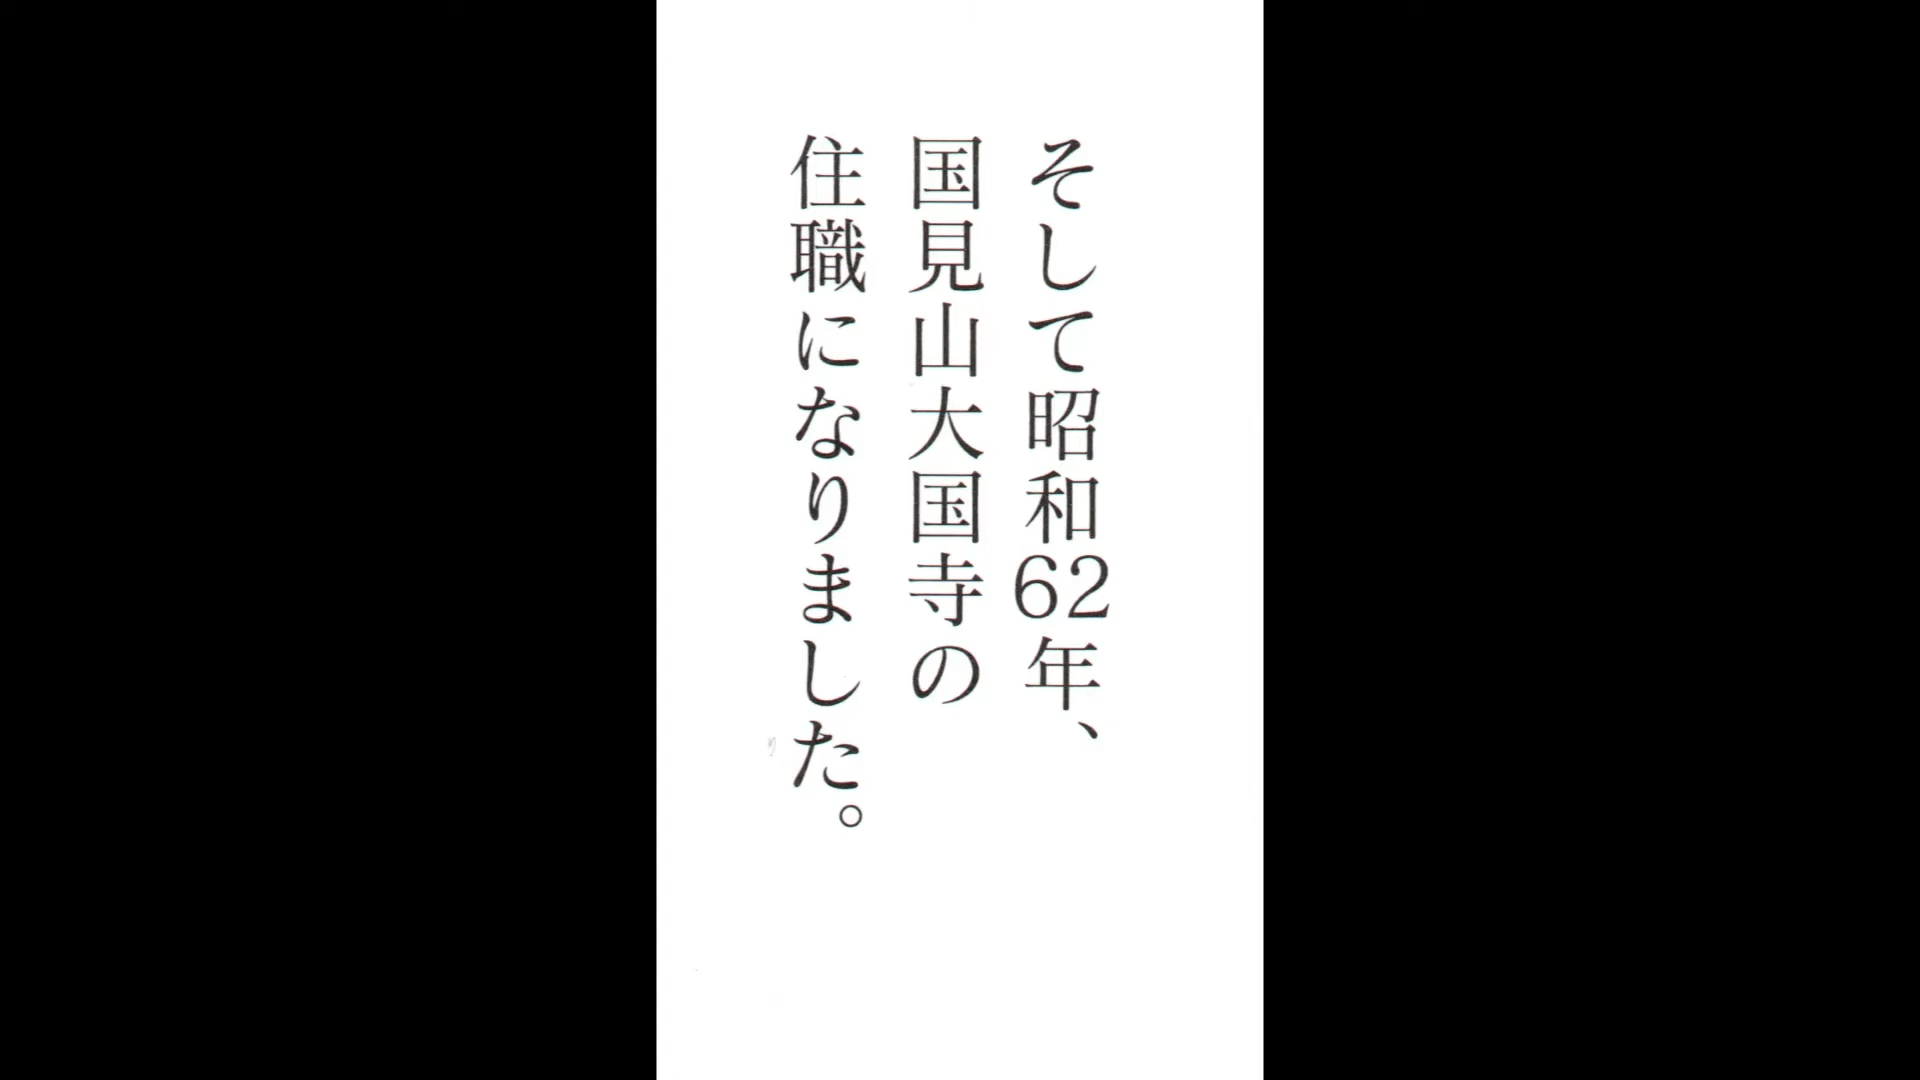 そして昭和62年、
国見山大国寺の
住職になりました。